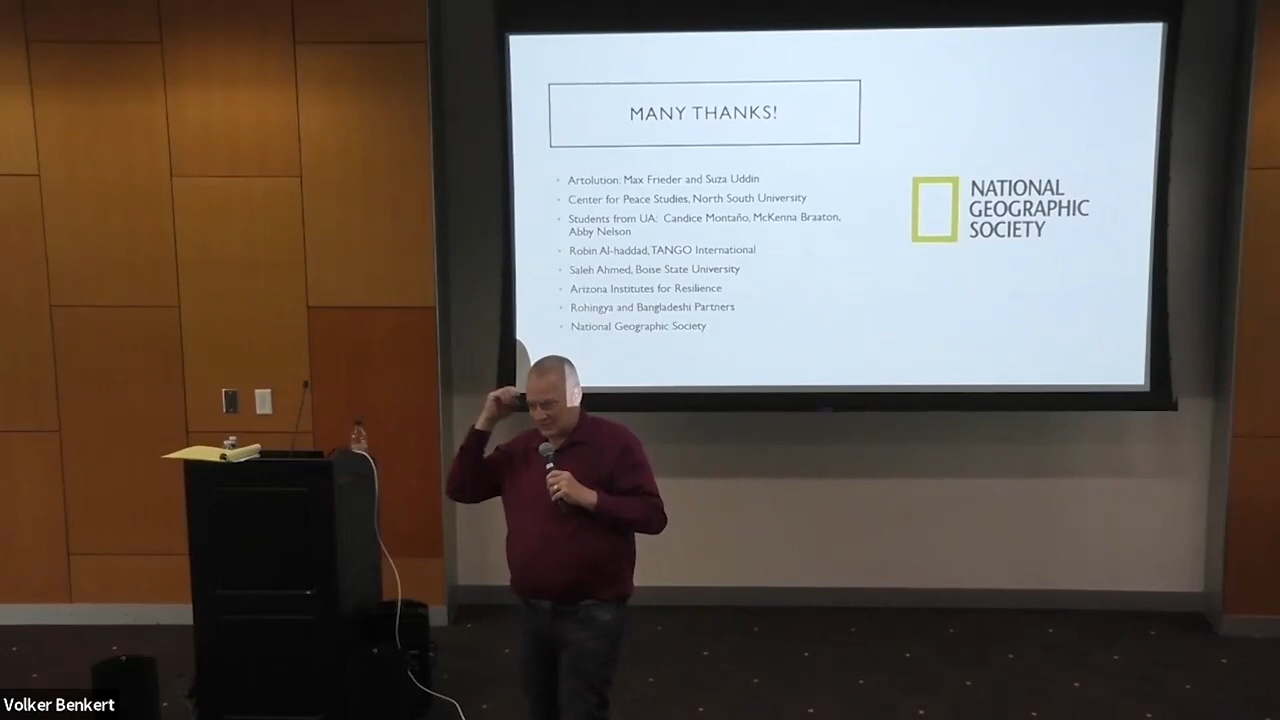 MANY THANKS!
Artolution: Max Frieder and Suza Uddin
Center for Peace Studies, North South University
Students from UA: Candice Montaño, McKenna Braaton,
Abby Nelson
Robin Al-haddad, TANGO International
Saleh Ahmed, Boise State University
Arizona Institutes for Resilience
Rohingya and Bangladeshi Partners
National Geographic Society
NATIONAL
GEOGRAPHIC
SOCIETY
Volker Benkert